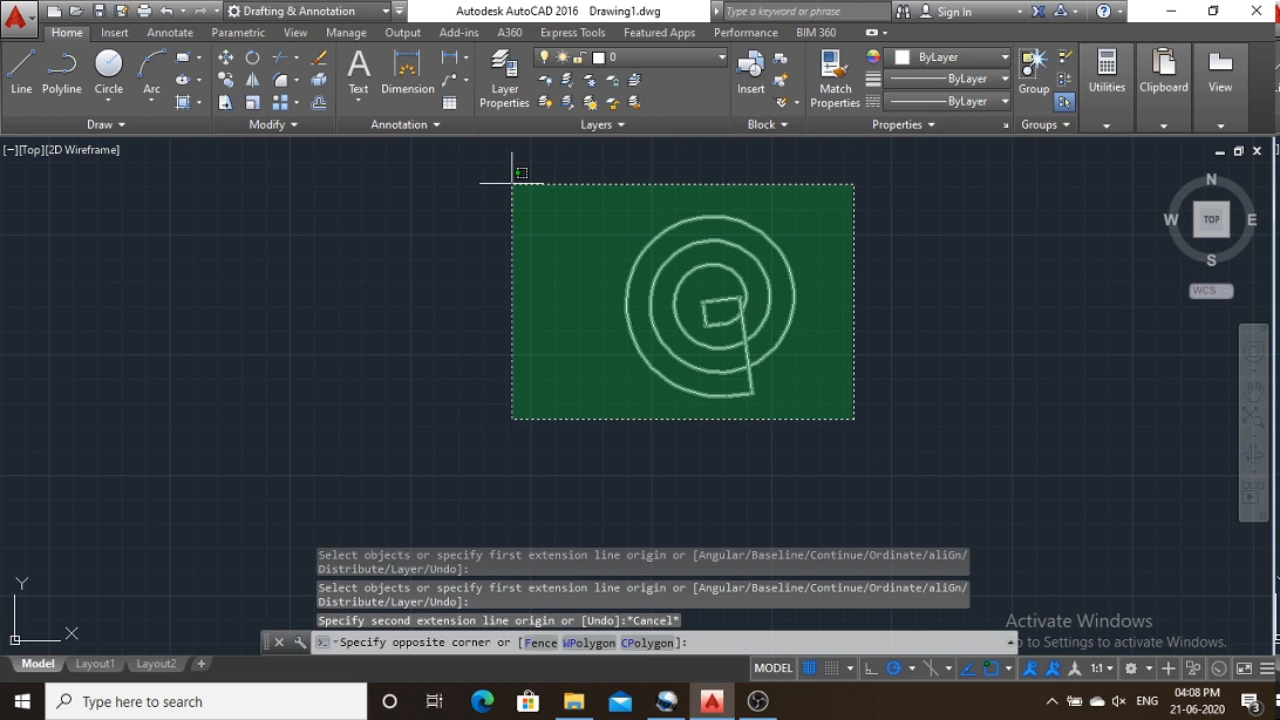 Drafting & Annotation
Autodesk AutoCAD 2016 Drawing1.dwg
Type a keyword or phrase
Sign In
Home Insert Annotate Parametric View Manage Output Add-ins A360 Express Tools Featured Apps Performance BIM 360
Line Polyline Circle Arc
Text Dimension
Layer Properties
0
Insert
Match Properties
ByLayer
ByLayer
ByLayer
Group
Utilities
Clipboard
View
Draw Modify Annotation Layers Block Properties Groups
[−][Top][2D Wireframe]
N
W TOP E
S
WCS
Select objects or specify first extension line origin or [Angular/Baseline/Continue/Ordinate/aliGn/
Distribute/Layer/Undo]:
Select objects or specify first extension line origin or [Angular/Baseline/Continue/Ordinate/aliGn/
Distribute/Layer/Undo]:
Specify second extension line origin or [Undo]:*Cancel*
Specify opposite corner or [Fence WPolygon CPolygon]:
Y
X
Activate Windows
to Settings to activate Windows.
Model Layout1 Layout2 +
MODEL 1:1
Type here to search
ENG
04:08 PM
21-06-2020
3